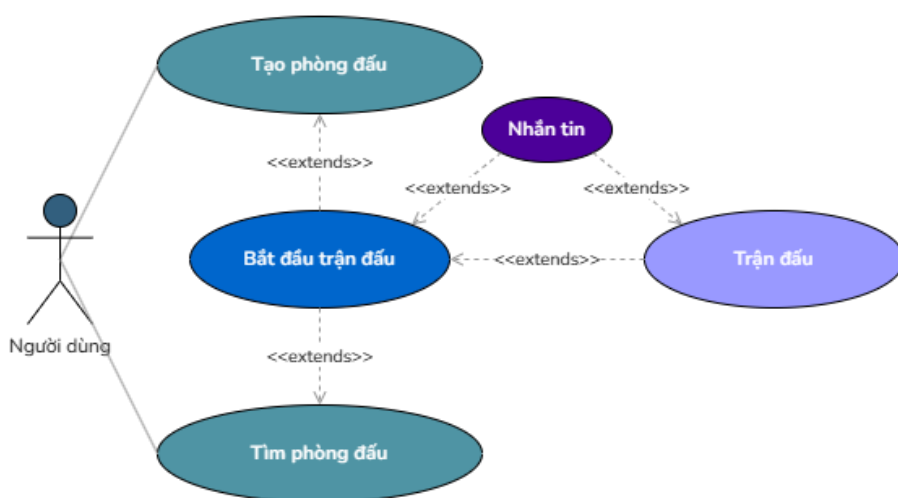 Tạo phòng đấu
Nhắn tin
<<extends>>
<<extends>>
<<extends>>
Bắt đầu trận đấu
<<extends>>
Trận đấu
Người dùng
<<extends>>
Tìm phòng đấu